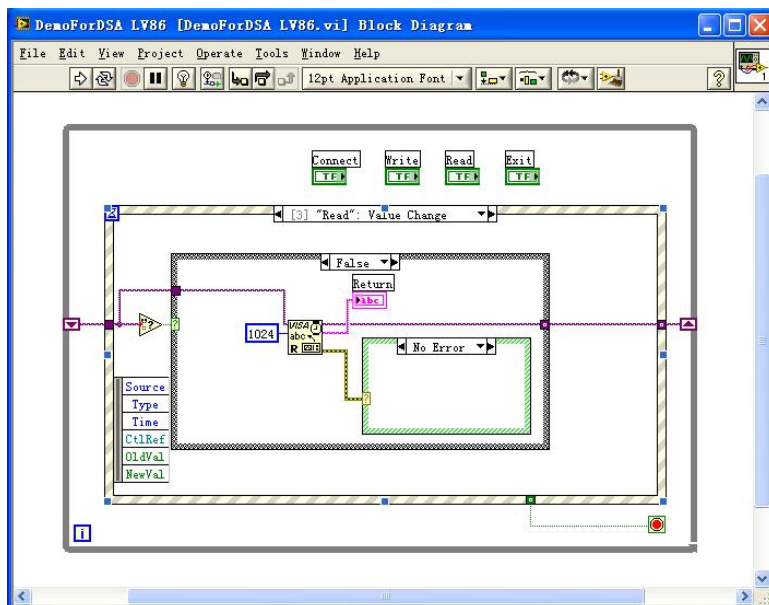 DemoForDSA LV86 [DemoForDSA LV86.vi] Block Diagram
File Edit View Project Operate Tools Window Help
12pt Application Font
?
1
Connect Write Read Exit
TF TF TF TF
[3] "Read": Value Change
False
Return
abc
?
?
1024
VISA
abc
R
No Error
?
Source
Type
Time
CtlRef
OldVal
NewVal
i